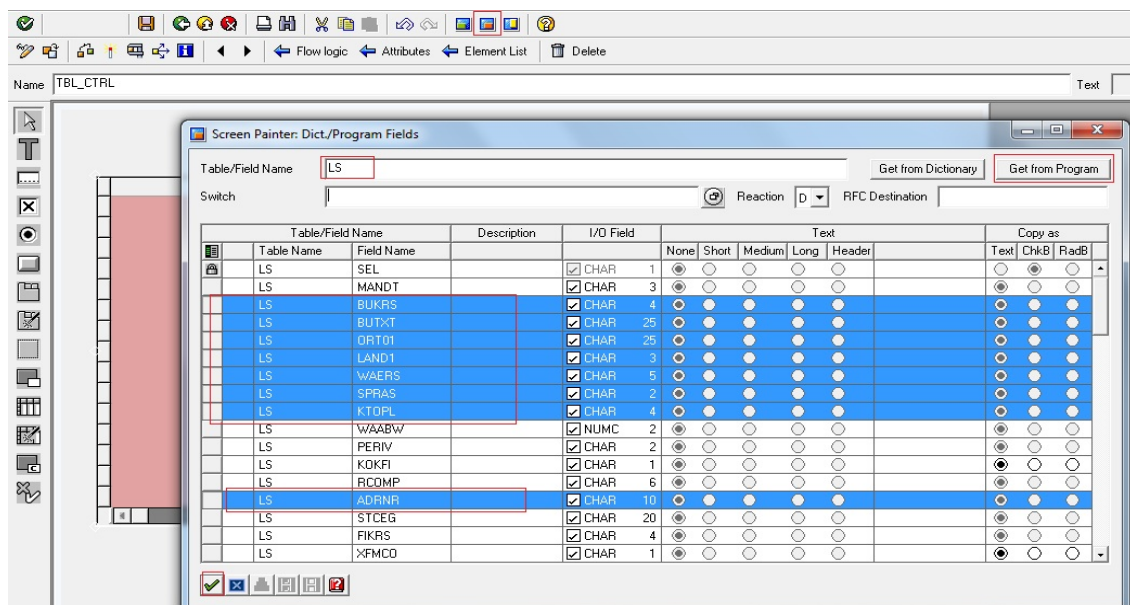 Flow logic Attributes Element List Delete
Name TBL_CTRL Text
Screen Painter: Dict./Program Fields
Table/Field Name LS Get from Dictionary Get from Program
Switch Reaction D RFC Destination
Table/Field Name Description I/O Field Text Copy as
Table Name Field Name None Short Medium Long Header Text ChkB RadB
LS SEL CHAR 1
LS MANDT CHAR 3
LS BUKRS CHAR 4
LS BUTXT CHAR 25
LS ORT01 CHAR 25
LS LAND1 CHAR 3
LS WAERS CHAR 5
LS SPRAS CHAR 2
LS KTOPL CHAR 4
LS WAABW NUMC 2
LS PERIV CHAR 2
LS KOKFI CHAR 1
LS RCOMP CHAR 6
LS ADRNR CHAR 10
LS STCEG CHAR 20
LS FIKRS CHAR 4
LS XFMCO CHAR 1